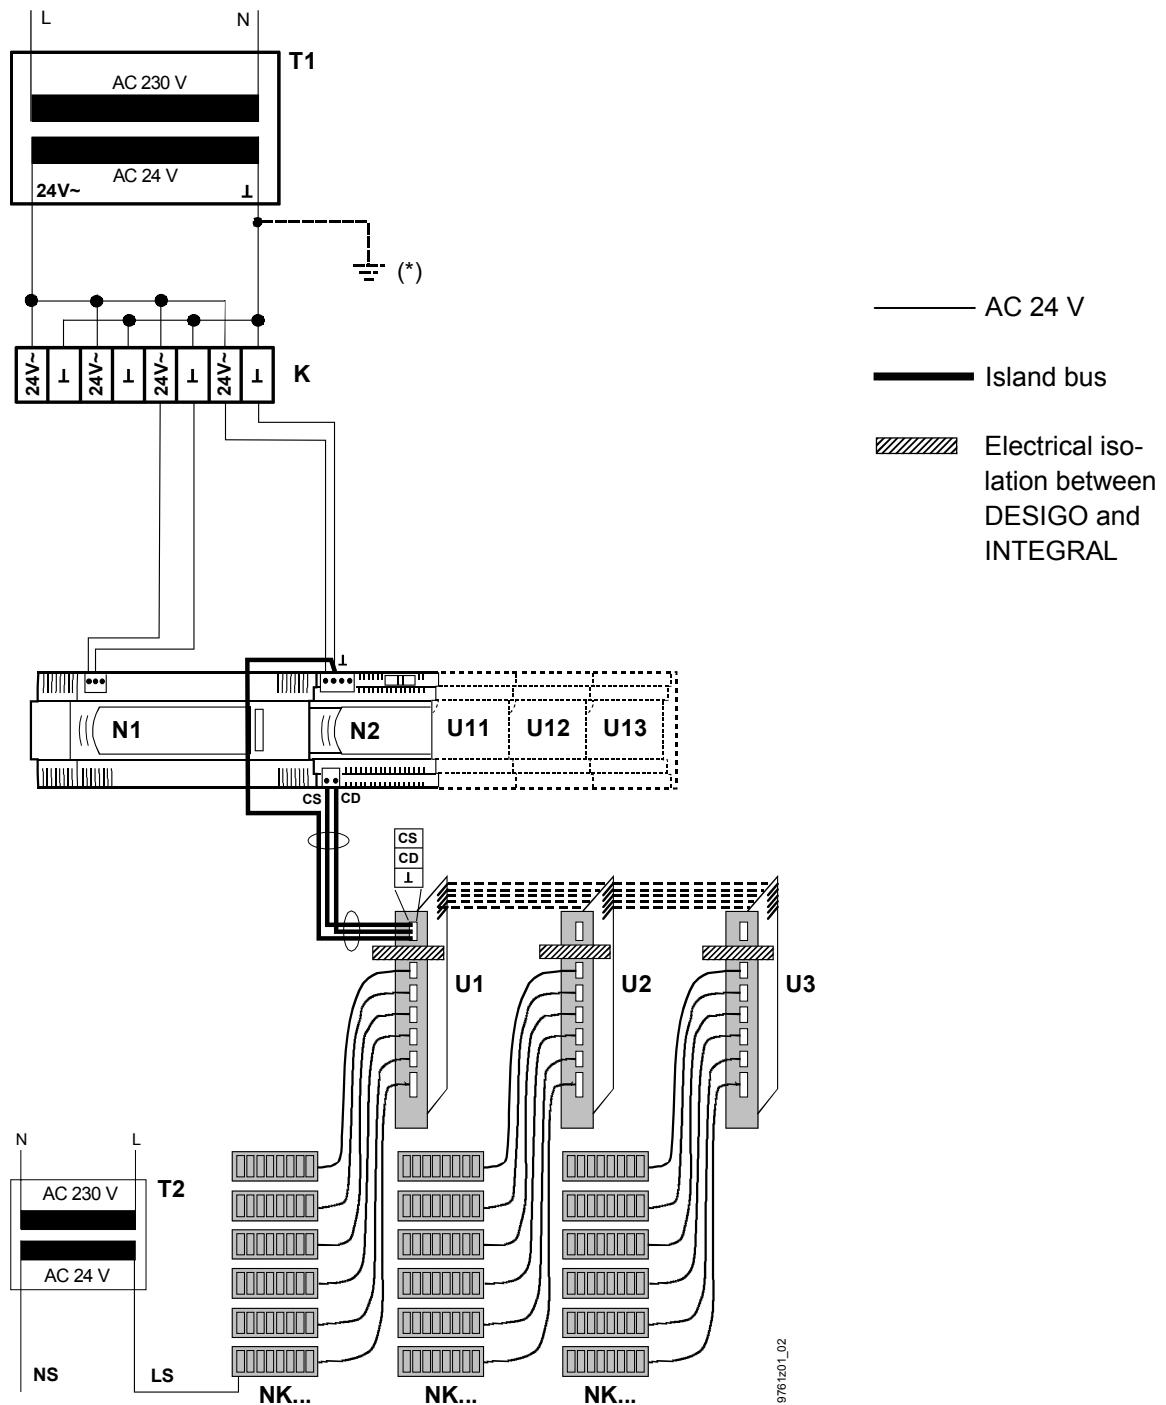 L N
T1
AC 230 V
AC 24 V
24V~ ⊥
(*)
24V~ ⊥ 24V~ ⊥ 24V~ ⊥ 24V~ ⊥
K
AC 24 V
Island bus
Electrical iso-
lation between
DESIGO and
INTEGRAL
⊥
N1 N2 U11 U12 U13
CS CD
CS
CD
⊥
U1 U2 U3
N L
T2
AC 230 V
AC 24 V
NS LS
NK... NK... NK...
9761z01_02